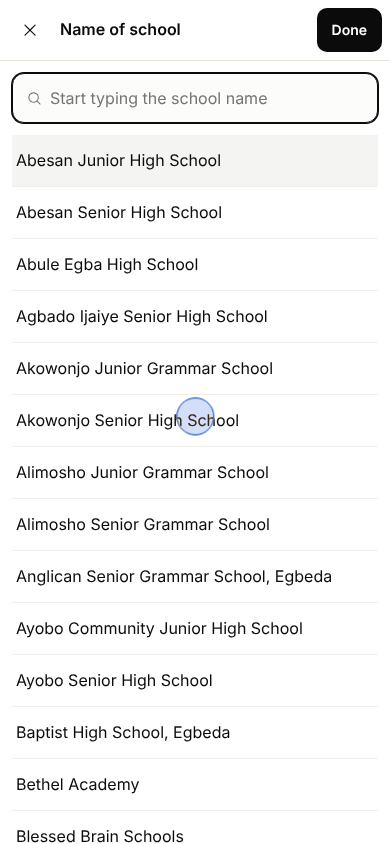 Name of school
Done
Start typing the school name
Abesan Junior High School
Abesan Senior High School
Abule Egba High School
Agbado Ijaiye Senior High School
Akowonjo Junior Grammar School
Akowonjo Senior High School
Alimosho Junior Grammar School
Alimosho Senior Grammar School
Anglican Senior Grammar School, Egbeda
Ayobo Community Junior High School
Ayobo Senior High School
Baptist High School, Egbeda
Bethel Academy
Blessed Brain Schools